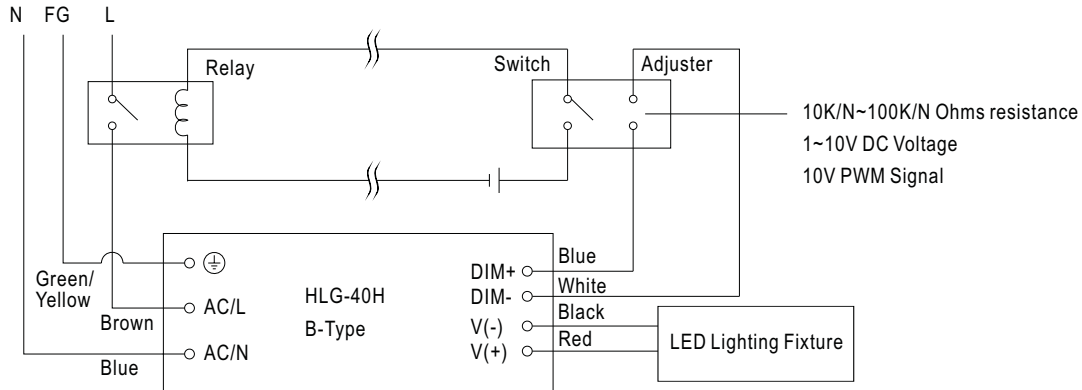 N FG L
Relay
Switch
Adjuster
10K/N~100K/N Ohms resistance
1~10V DC Voltage
10V PWM Signal
Green/
Yellow
Brown
Blue
AC/L
AC/N
HLG-40H
B-Type
DIM+
DIM-
V(-)
V(+)
Blue
White
Black
Red
LED Lighting Fixture